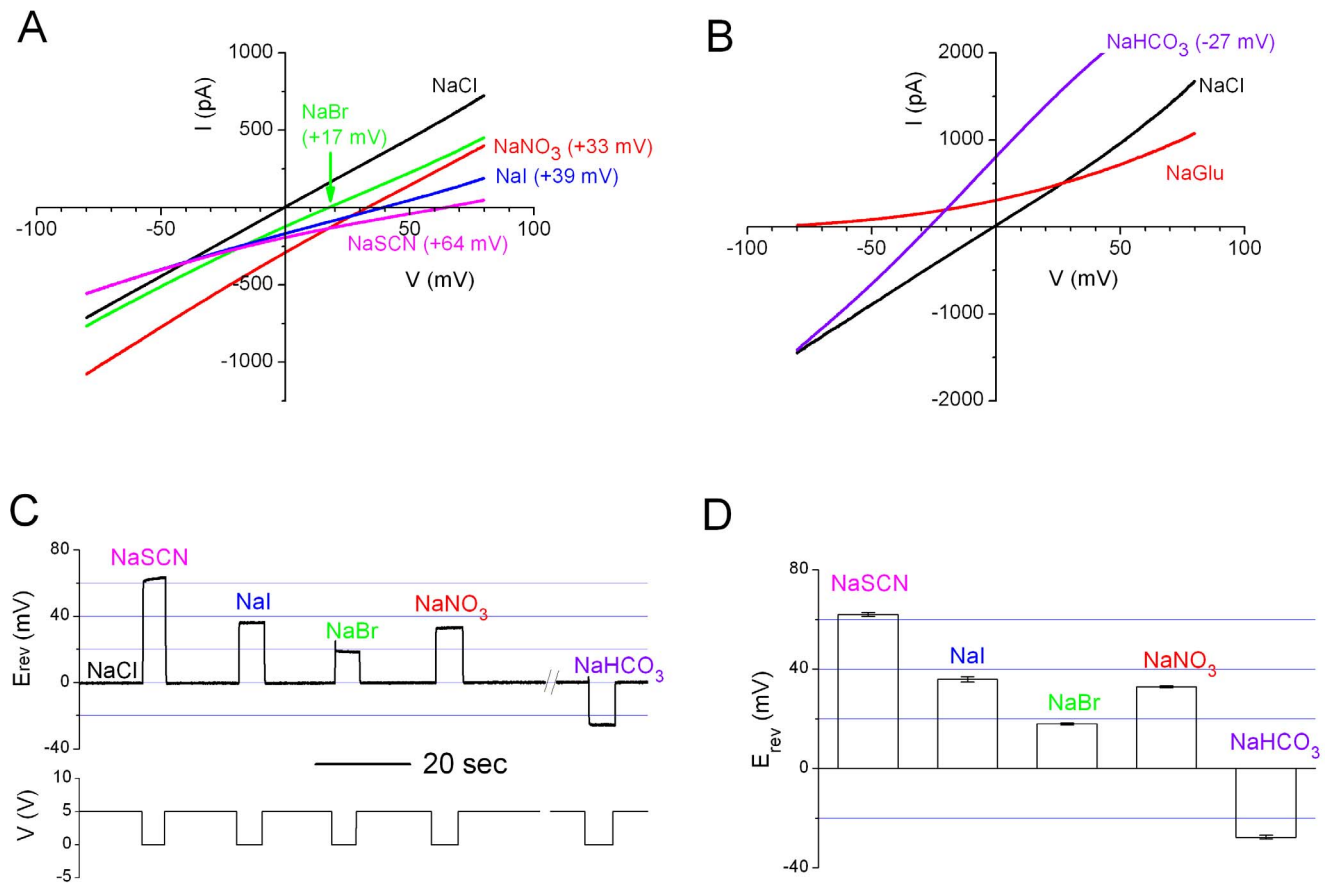 A
1000
I (pA)
NaCl
NaBr
(+17 mV)
500
NaNO3 (+33 mV)
NaI (+39 mV)
-100
-50
0
50
100
NaSCN (+64 mV)
V (mV)
-500
-1000
B
2000
NaHCO3 (-27 mV)
I (pA)
NaCl
1000
NaGlu
0
-100
-50
0
50
100
V (mV)
-1000
-2000
C
80
NaSCN
40
NaI
NaBr
NaNO3
Erev (mV)
NaCl
NaHCO3
0
-40
20 sec
10
5
0
-5
V (V)
D
80
NaSCN
NaI
NaNO3
40
NaBr
Erev (mV)
NaHCO3
0
-40